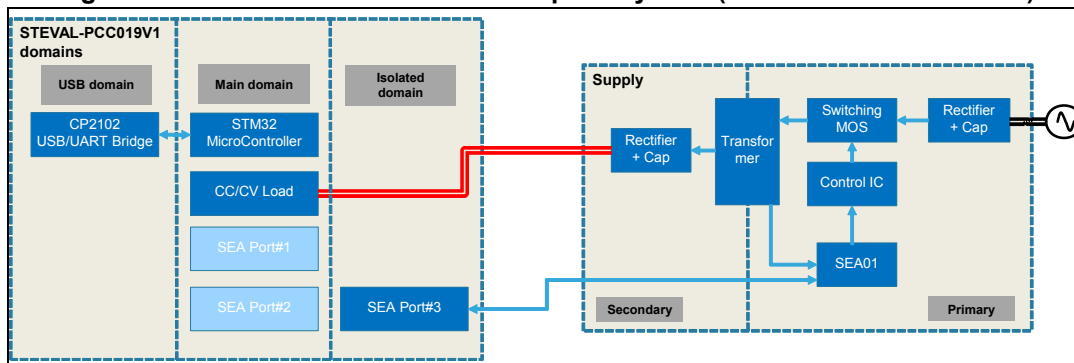 STEVAL-PCC019V1
domains
USB domain
Main domain
Isolated
domain
CP2102
USB/UART Bridge
STM32
MicroController
CC/CV Load
SEA Port#1
SEA Port#2
SEA Port#3
Supply
Rectifier
+ Cap
Transfor
mer
Switching
MOS
Rectifier
+ Cap
Control IC
SEA01
Secondary
Primary